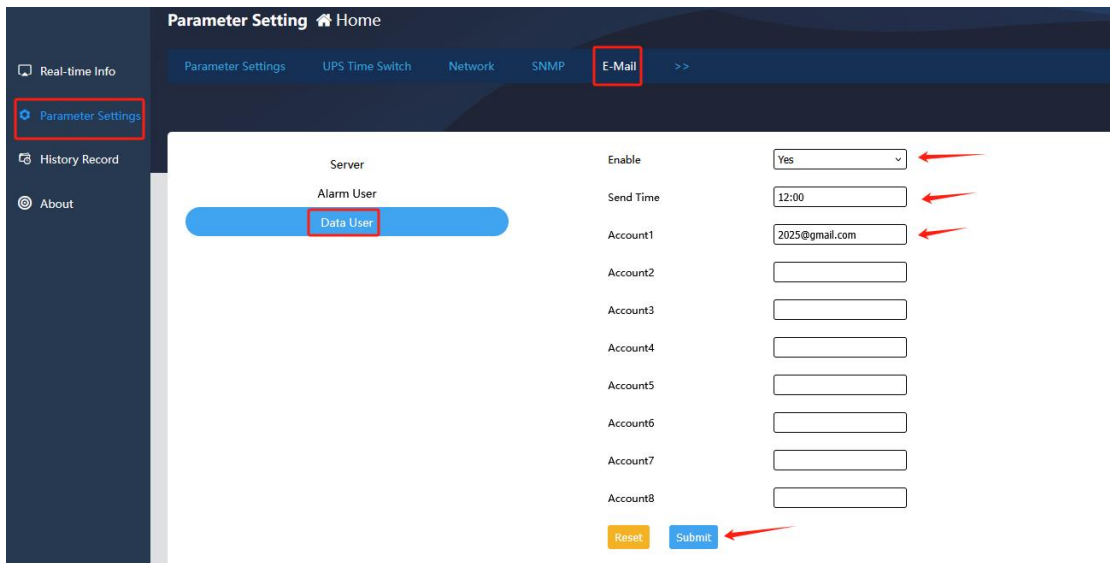 Parameter Setting Home
Real-time Info
Parameter Settings
History Record
About
Parameter Settings UPS Time Switch Network SNMP E-Mail >>
Server
Alarm User
Data User
Enable Yes
Send Time 12:00
Account1 2025@gmail.com
Account2
Account3
Account4
Account5
Account6
Account7
Account8
Reset Submit